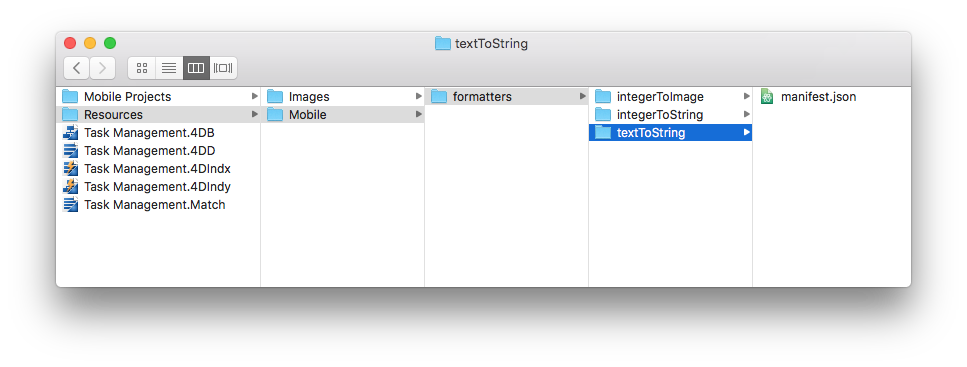 textToString
Mobile Projects
Resources
Task Management.4DB
Task Management.4DD
Task Management.4DIndx
Task Management.4DIndy
Task Management.Match
Images
Mobile
formatters
integerToImage
integerToString
textToString
manifest.json